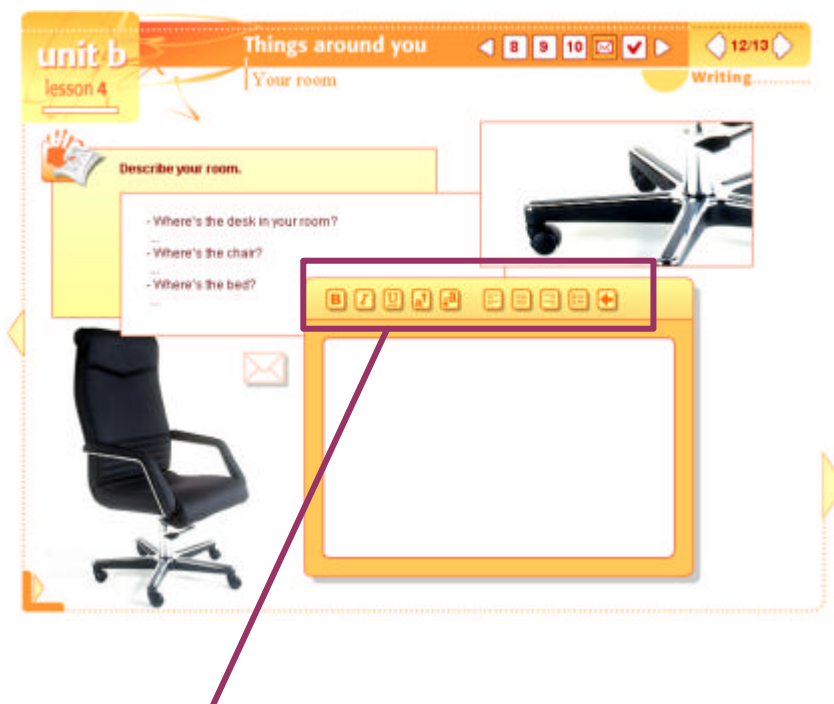 unit b
lesson 4
Things around you
Your room
8 9 10
12/13
Writing............
Describe your room.
- Where's the desk in your room?
...
- Where's the chair?
...
- Where's the bed?
...
B I U a a